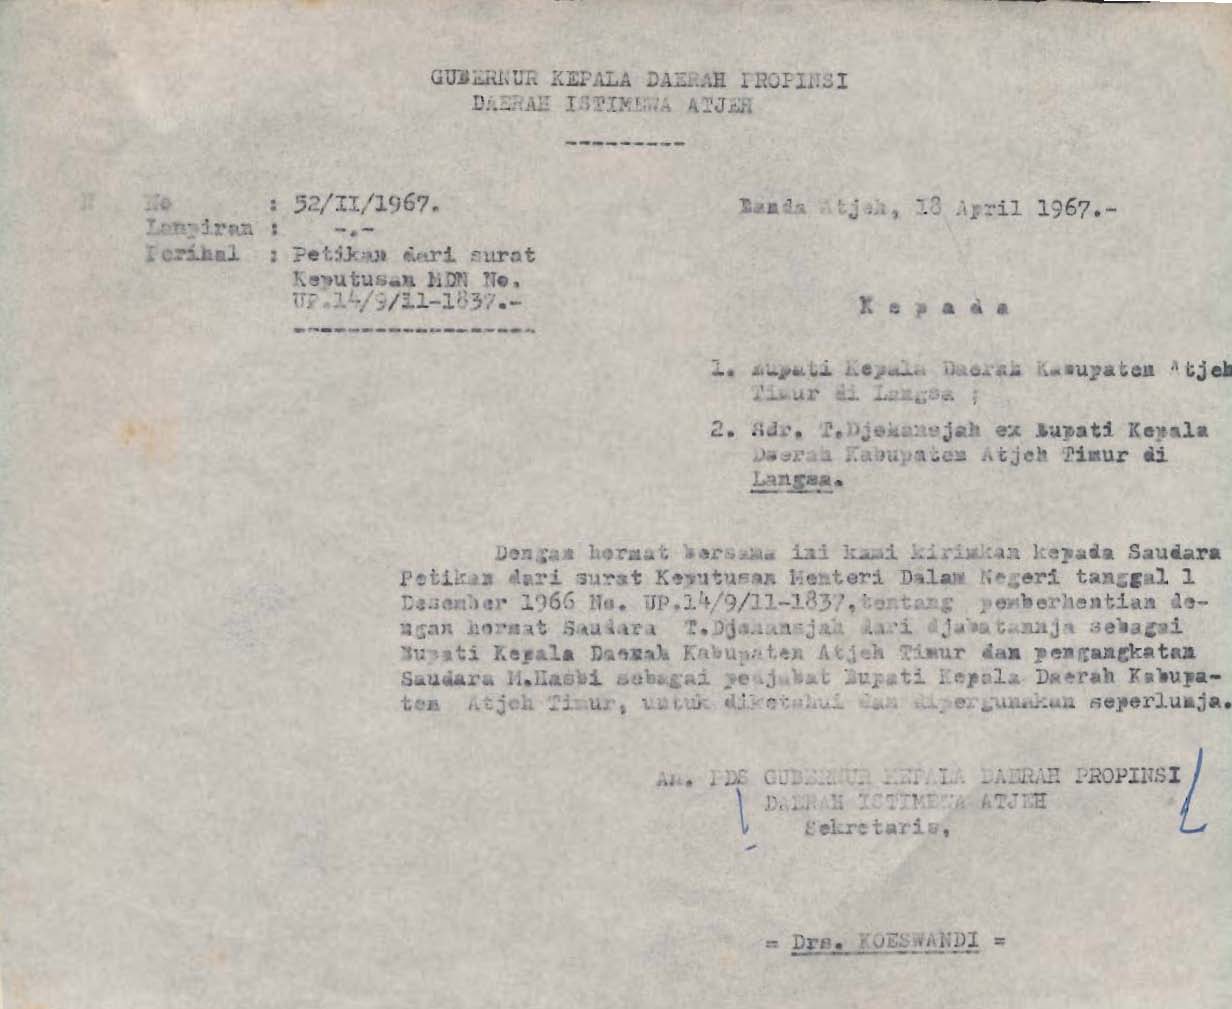 GUBERNUR KEPALA DAERAH PROPINSI
DAERAH ISTIMEWA ATJEH
----------
No : 52/II/1967.
Lampiran : -.-
Perihal : Petikan dari surat
Keputusan MDN No.
UP.14/9/11-1837.-
--------------------
Banda Atjeh, 18 April 1967.-
K e p a d a
1. Bupati Kepala Daerah Kabupaten Atjeh
Timur di Langsa ;
2. Sdr. T.Djohansjah ex Bupati Kepala
Daerah Kabupaten Atjeh Timur di
Langsa.
Dengan hormat bersama ini kami kirimkan kepada Saudara
Petikan dari surat Keputusan Menteri Dalam Negeri tanggal 1
Desember 1966 No. UP.14/9/11-1837,tentang pemberhentian de-
ngan hormat Saudara T.Djohansjah dari djabatannja sebagai
Bupati Kepala Daerah Kabupaten Atjeh Timur dan pengangkatan
Saudara M.Hasbi sebagai pendjabat Bupati Kepala Daerah Kabupa-
ten Atjeh Timur, untuk diketahui dan dipergunakan seperlunja.
An. PDS GUBERNUR KEPALA DAERAH PROPINSI
DAERAH ISTIMEWA ATJEH
Sekretaris,
= Drs. KOESWANDI =